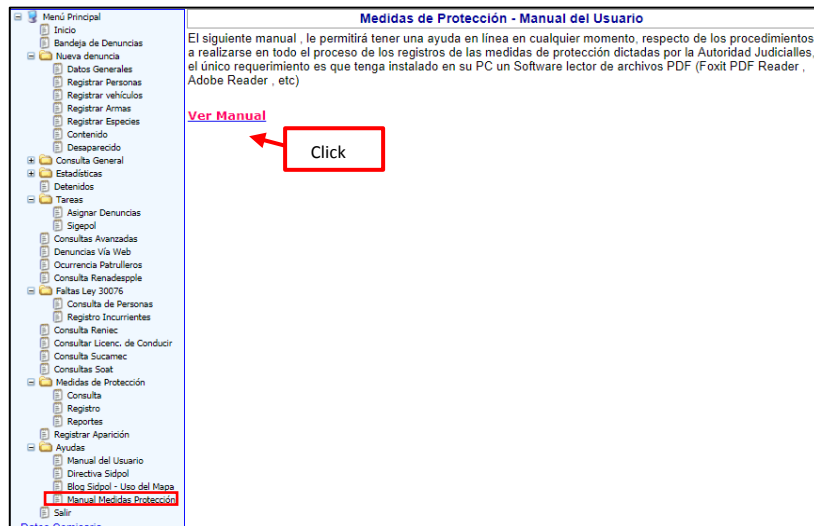 Menú Principal
Inicio
Bandeja de Denuncias
Nueva denuncia
Datos Generales
Registrar Personas
Registrar vehículos
Registrar Armas
Registrar Especies
Contenido
Desaparecido
Consulta General
Estadísticas
Detenidos
Tareas
Asignar Denuncias
Sigepol
Consultas Avanzadas
Denuncias Vía Web
Ocurrencia Patrulleros
Consulta Renadespple
Faltas Ley 30076
Consulta de Personas
Registro Incurrientes
Consulta Reniec
Consultar Licenc. de Conducir
Consulta Sucamec
Consultas Soat
Medidas de Protección
Consulta
Registro
Reportes
Registrar Aparición
Ayudas
Manual del Usuario
Directiva Sidpol
Blog Sidpol - Uso del Mapa
Manual Medidas Protección
Salir
Datos Comisaria
Medidas de Protección - Manual del Usuario
El siguiente manual , le permitirá tener una ayuda en línea en cualquier momento, respecto de los procedimientos
a realizarse en todo el proceso de los registros de las medidas de protección dictadas por la Autoridad Judicialles,
el único requerimiento es que tenga instalado en su PC un Software lector de archivos PDF (Foxit PDF Reader ,
Adobe Reader , etc)
Ver Manual
Click